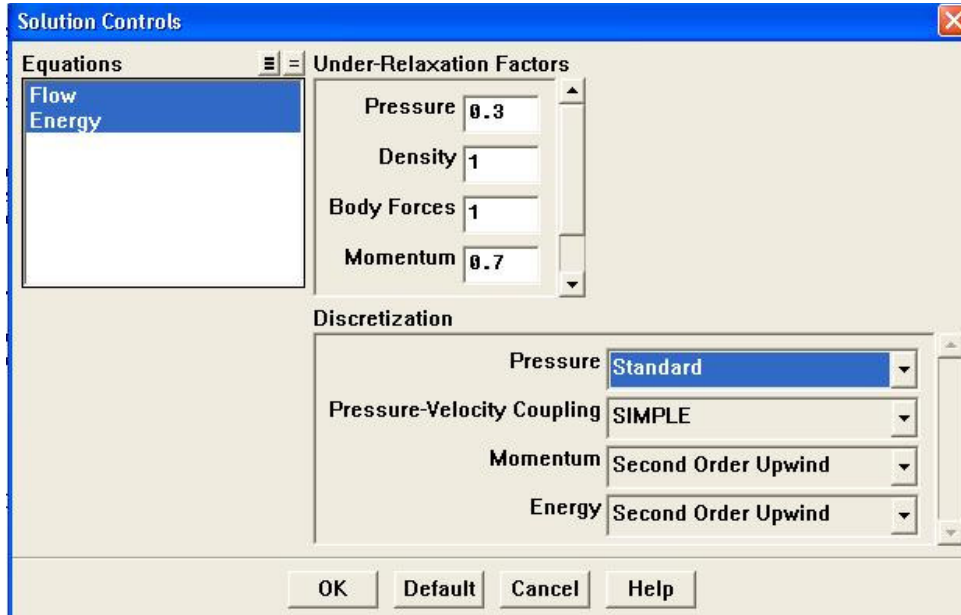 Solution Controls
Equations
Flow
Energy
Under-Relaxation Factors
Pressure 0.3
Density 1
Body Forces 1
Momentum 0.7
Discretization
Pressure Standard
Pressure-Velocity Coupling SIMPLE
Momentum Second Order Upwind
Energy Second Order Upwind
OK Default Cancel Help